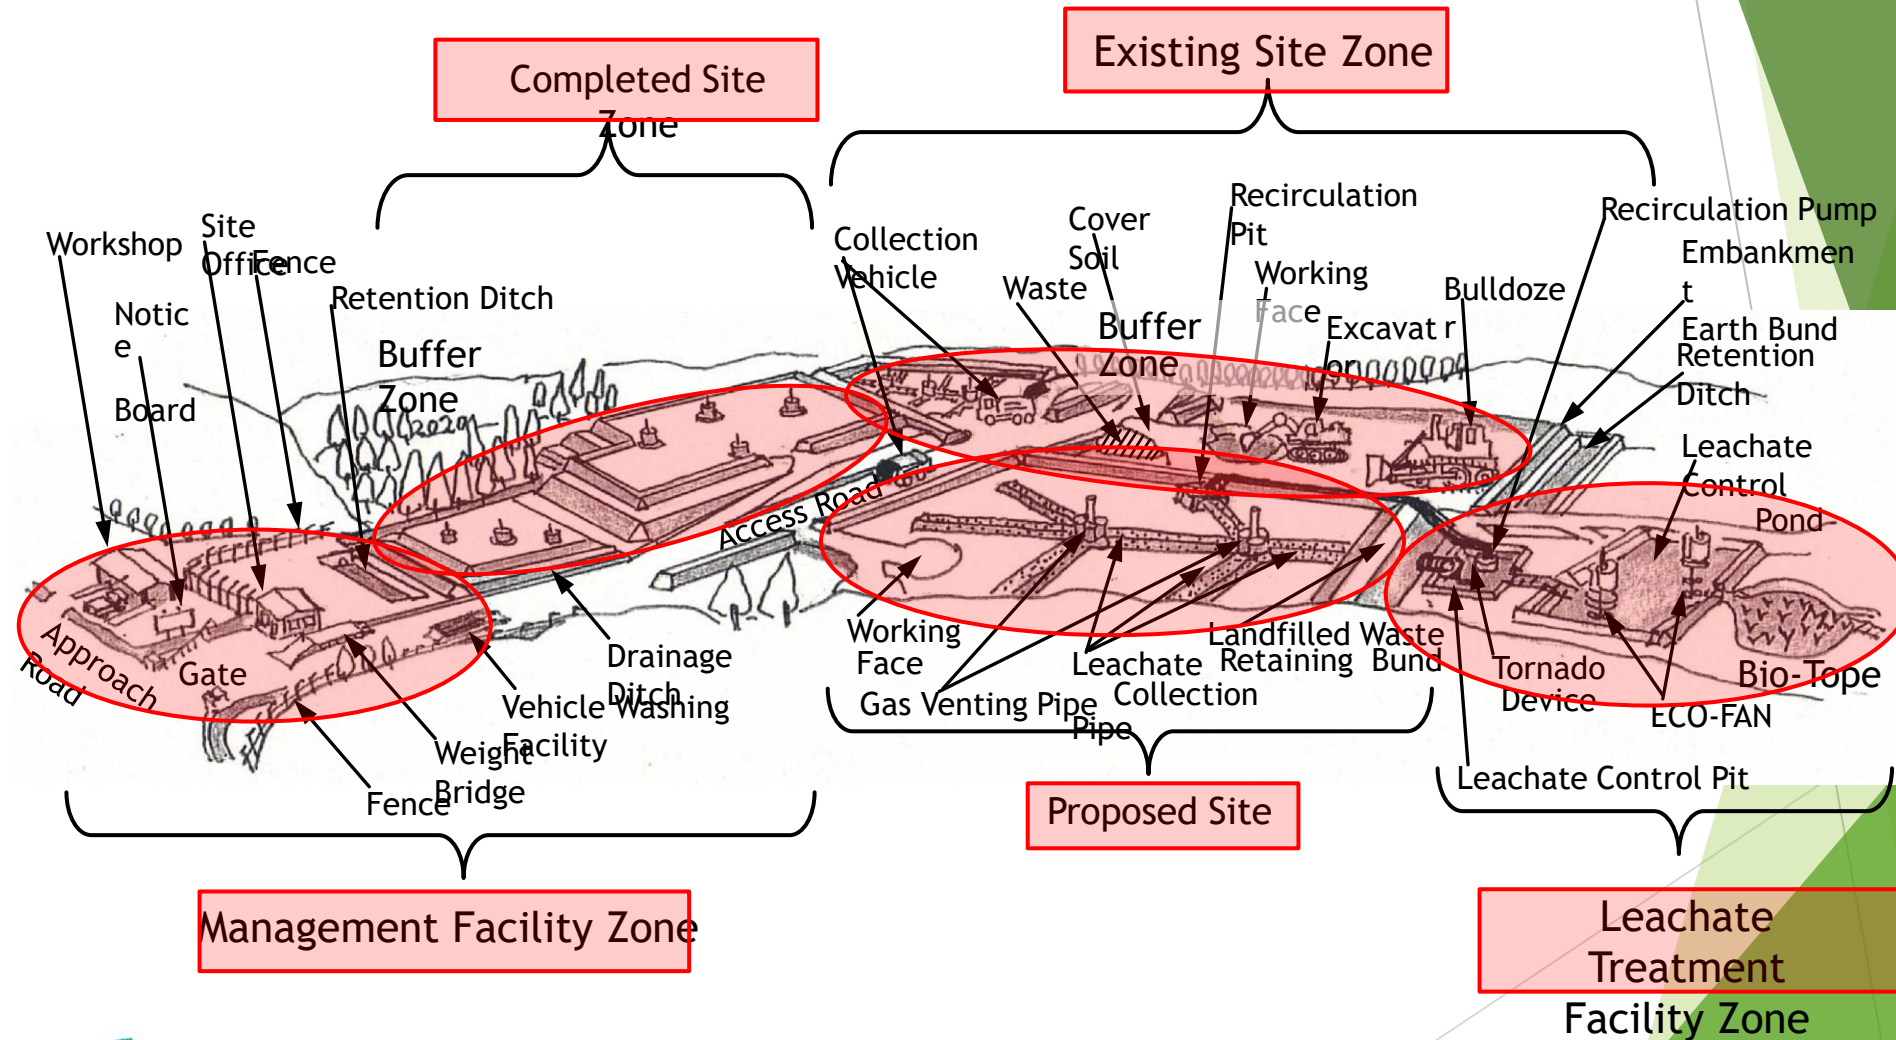 Existing Site Zone
Completed Site
Zone
Recirculation
Pit
Recirculation Pump
Cover
Soil
Site
Office
Workshop
Fence
Collection
Vehicle
Embankmen
t
Working
Face
Waste
Bulldoze
r
Retention Ditch
Notic
e
Board
Buffer
Zone
Buffer
Zone
Excavat
or
Earth Bund
Retention
Ditch
2020
Leachate
Control
Pond
Access Road
Approach
Road
Gate
Working
Face
Drainage
Ditch
Landfilled Waste
Retaining Bund
Leachate
Collection
Pipe
Tornado
Device
Bio-Tope
Gas Venting Pipe
Vehicle Washing
Facility
ECO-FAN
Weight
Bridge
Fence
Leachate Control Pit
Proposed Site
Management Facility Zone
Leachate
Treatment
Facility Zone